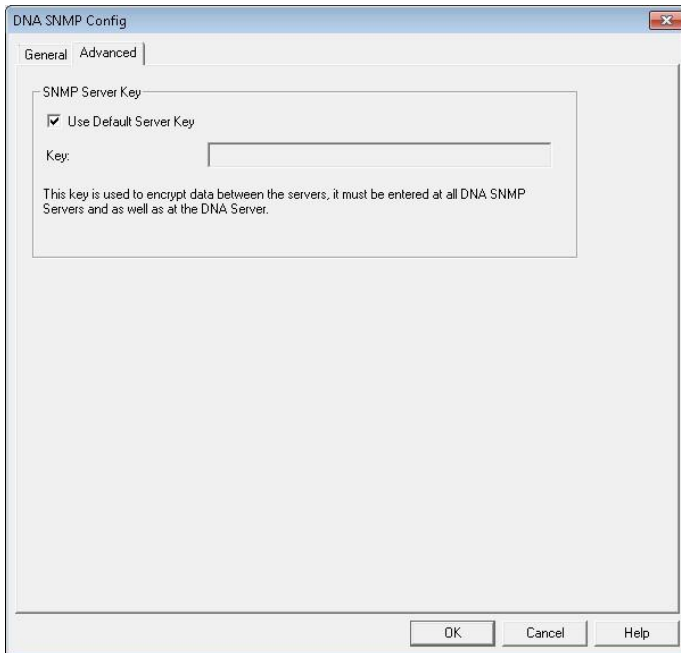 DNA SNMP Config
General Advanced
SNMP Server Key
Use Default Server Key
Key:
This key is used to encrypt data between the servers, it must be entered at all DNA SNMP
Servers and as well as at the DNA Server.
OK Cancel Help